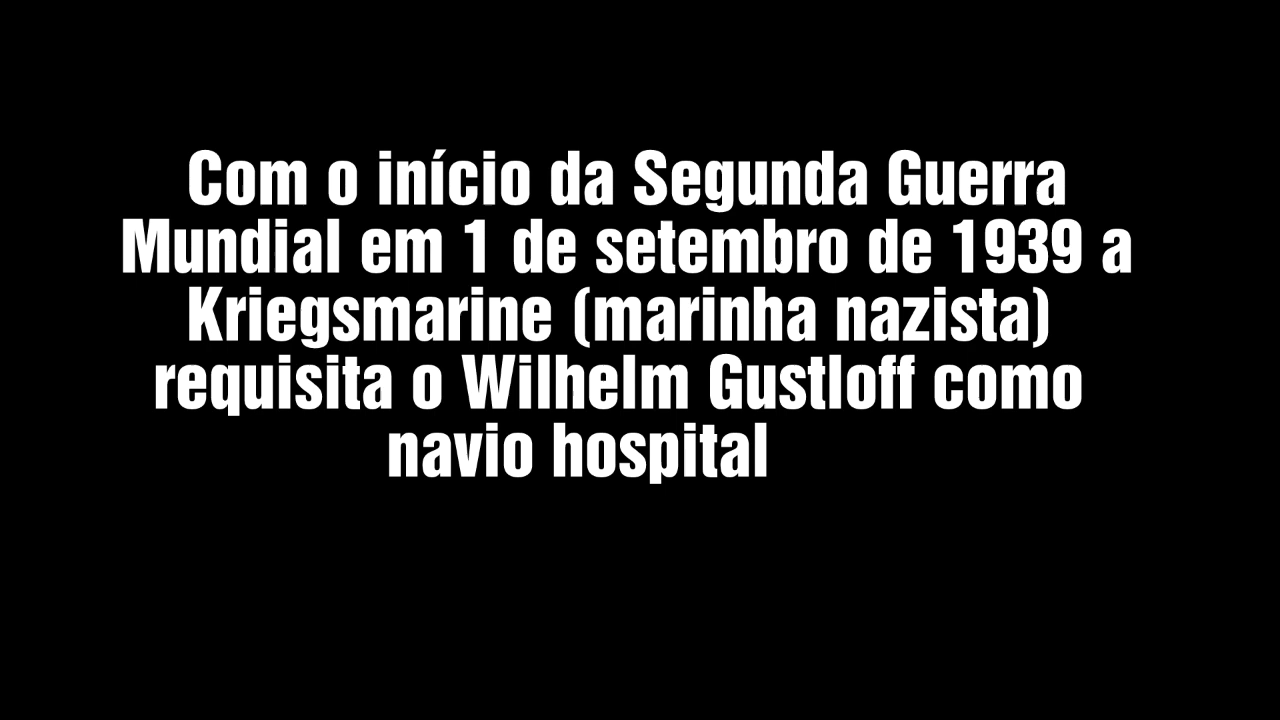 Com o início da Segunda Guerra
Mundial em 1 de setembro de 1939 a
Kriegsmarine (marinha nazista)
requisita o Wilhelm Gustloff como
navio hospital